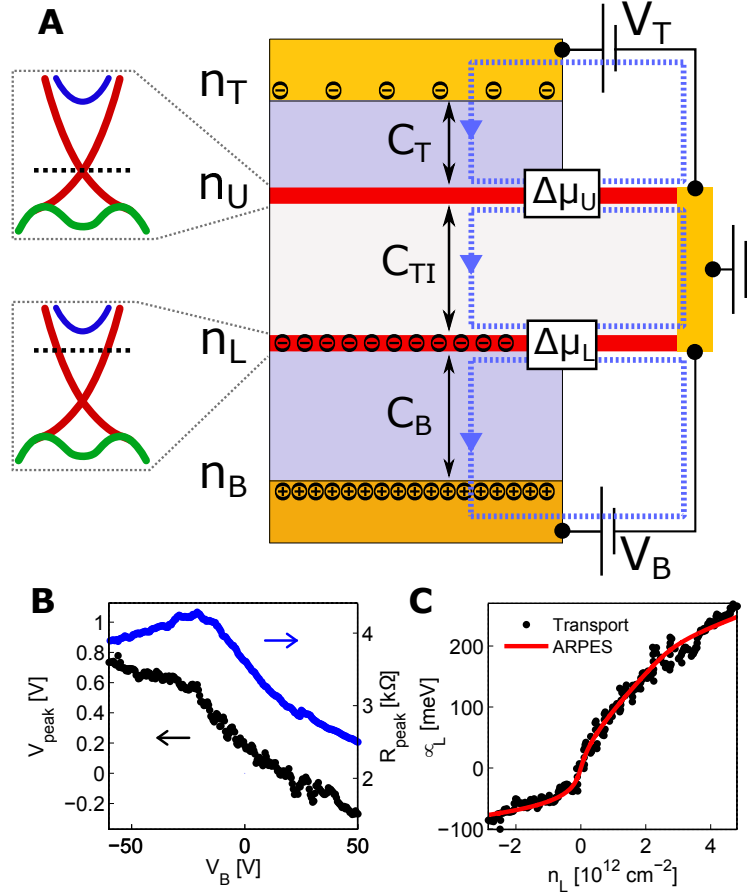 A
V_T
n_T
⊖ ⊖ ⊖ ⊖ ⊖ ⊖
C_T
n_U
Δμ_U
C_TI
n_L
⊖ ⊖ ⊖ ⊖ ⊖ ⊖ ⊖ ⊖ ⊖ ⊖ ⊖
Δμ_L
C_B
n_B
⊕ ⊕ ⊕ ⊕ ⊕ ⊕ ⊕ ⊕ ⊕ ⊕ ⊕ ⊕ ⊕ ⊕ ⊕ ⊕ ⊕
V_B
B
V_peak [V]
1
0.8
0.6
0.4
0.2
0
−0.2
−50 0 50
V_B [V]
4
3
2
R_peak [kΩ]
C
Transport
ARPES
∝_L [meV]
200
100
0
−100
−2 0 2 4
n_L [10^12 cm^-2]